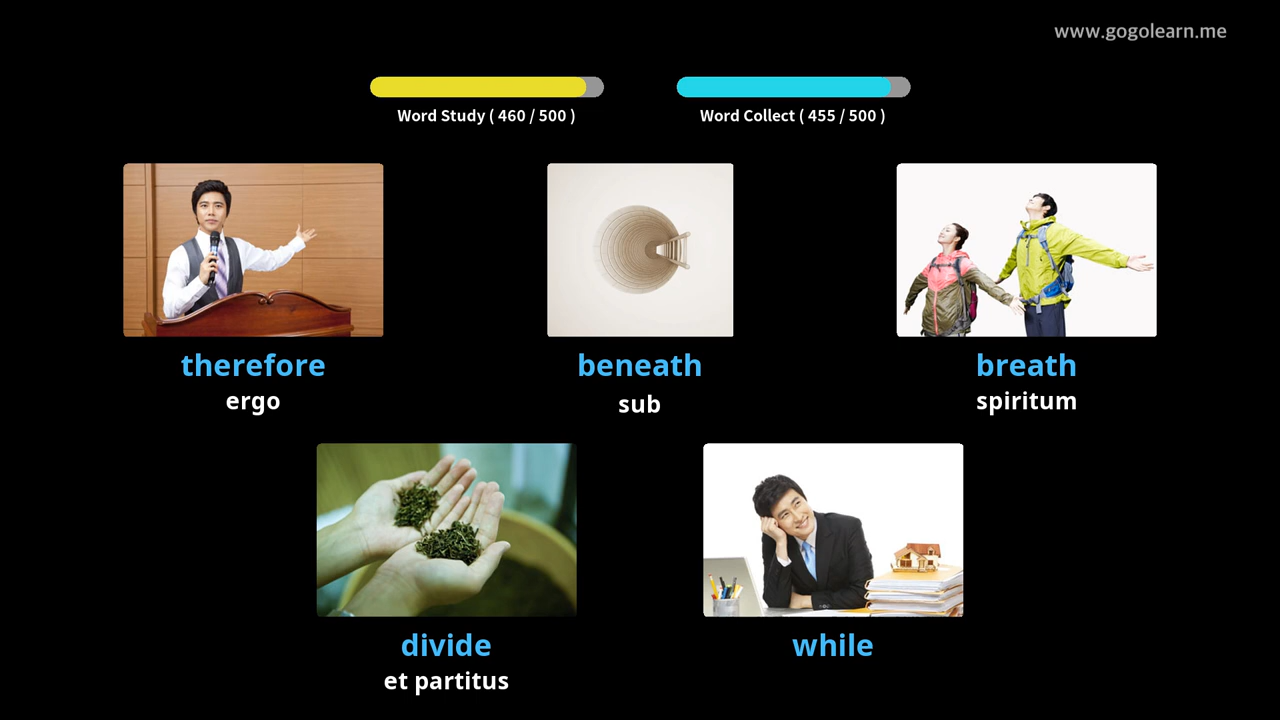 www.gogolearn.me
Word Study ( 460 / 500 )
Word Collect ( 455 / 500 )
therefore
ergo
beneath
sub
breath
spiritum
divide
et partitus
while